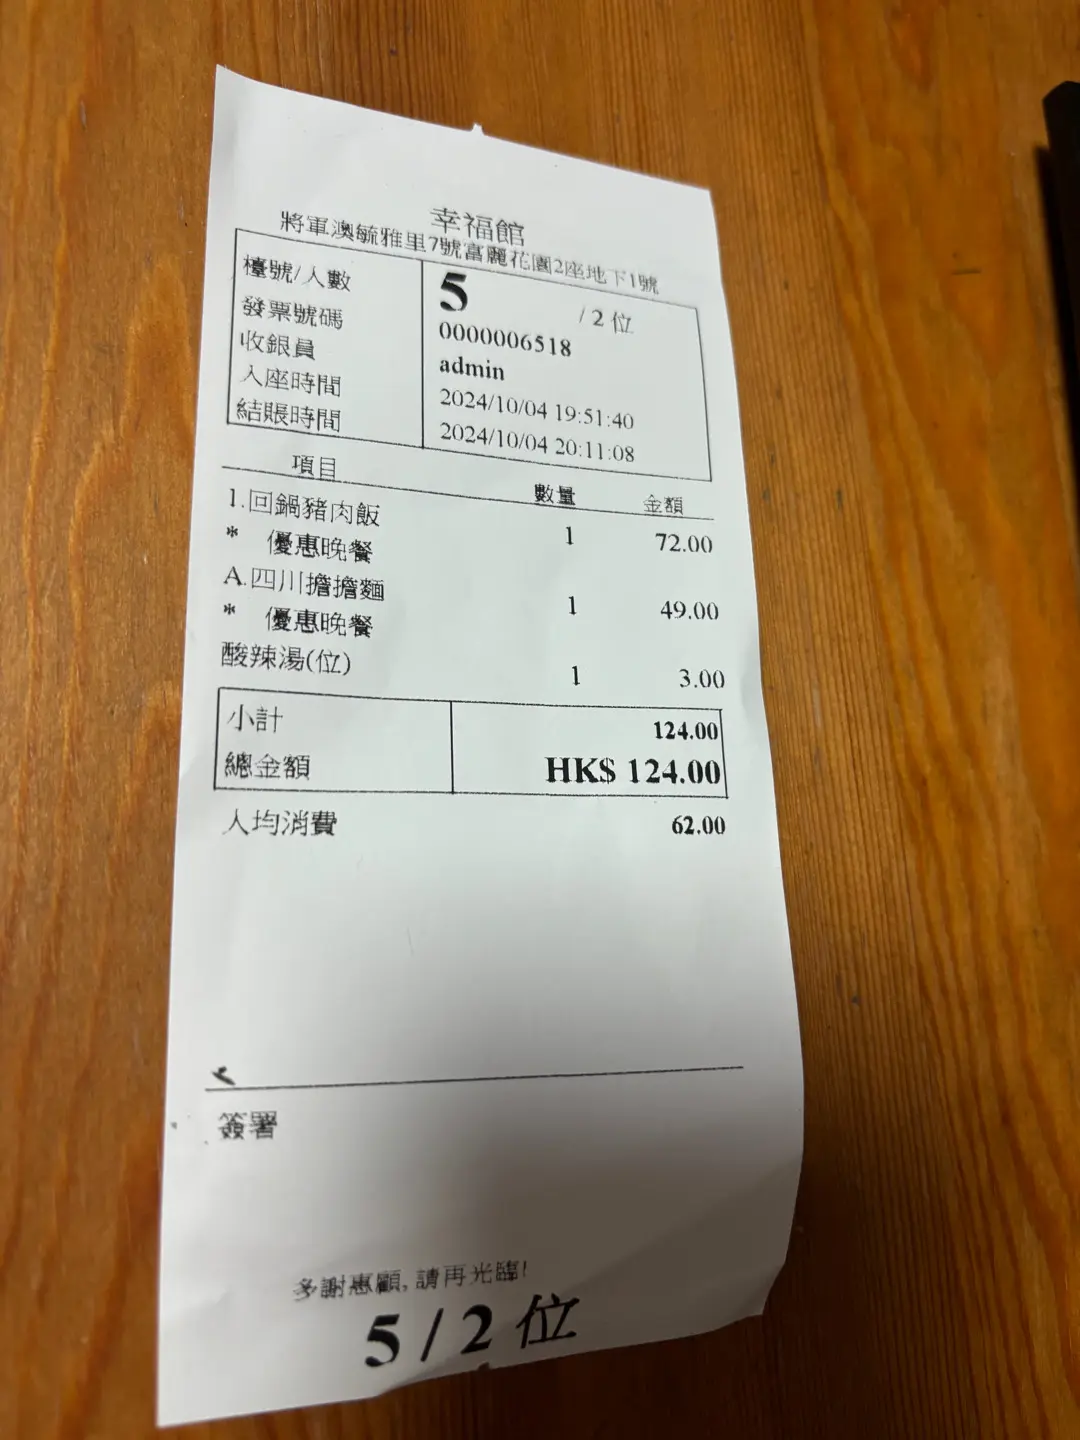 幸福館
將軍澳毓雅里7號富麗花園2座地下1號
檯號/人數 5 /2位
發票號碼 0000006518
收銀員 admin
入座時間 2024/10/04 19:51:40
結賬時間 2024/10/04 20:11:08
項目 數量 金額
1.回鍋豬肉飯 1 72.00
* 優惠晚餐
A.四川擔擔麵 1 49.00
* 優惠晚餐
酸辣湯(位) 1 3.00
小計 124.00
總金額 HK$ 124.00
人均消費 62.00
簽署
多謝惠顧,請再光臨!
5/2位